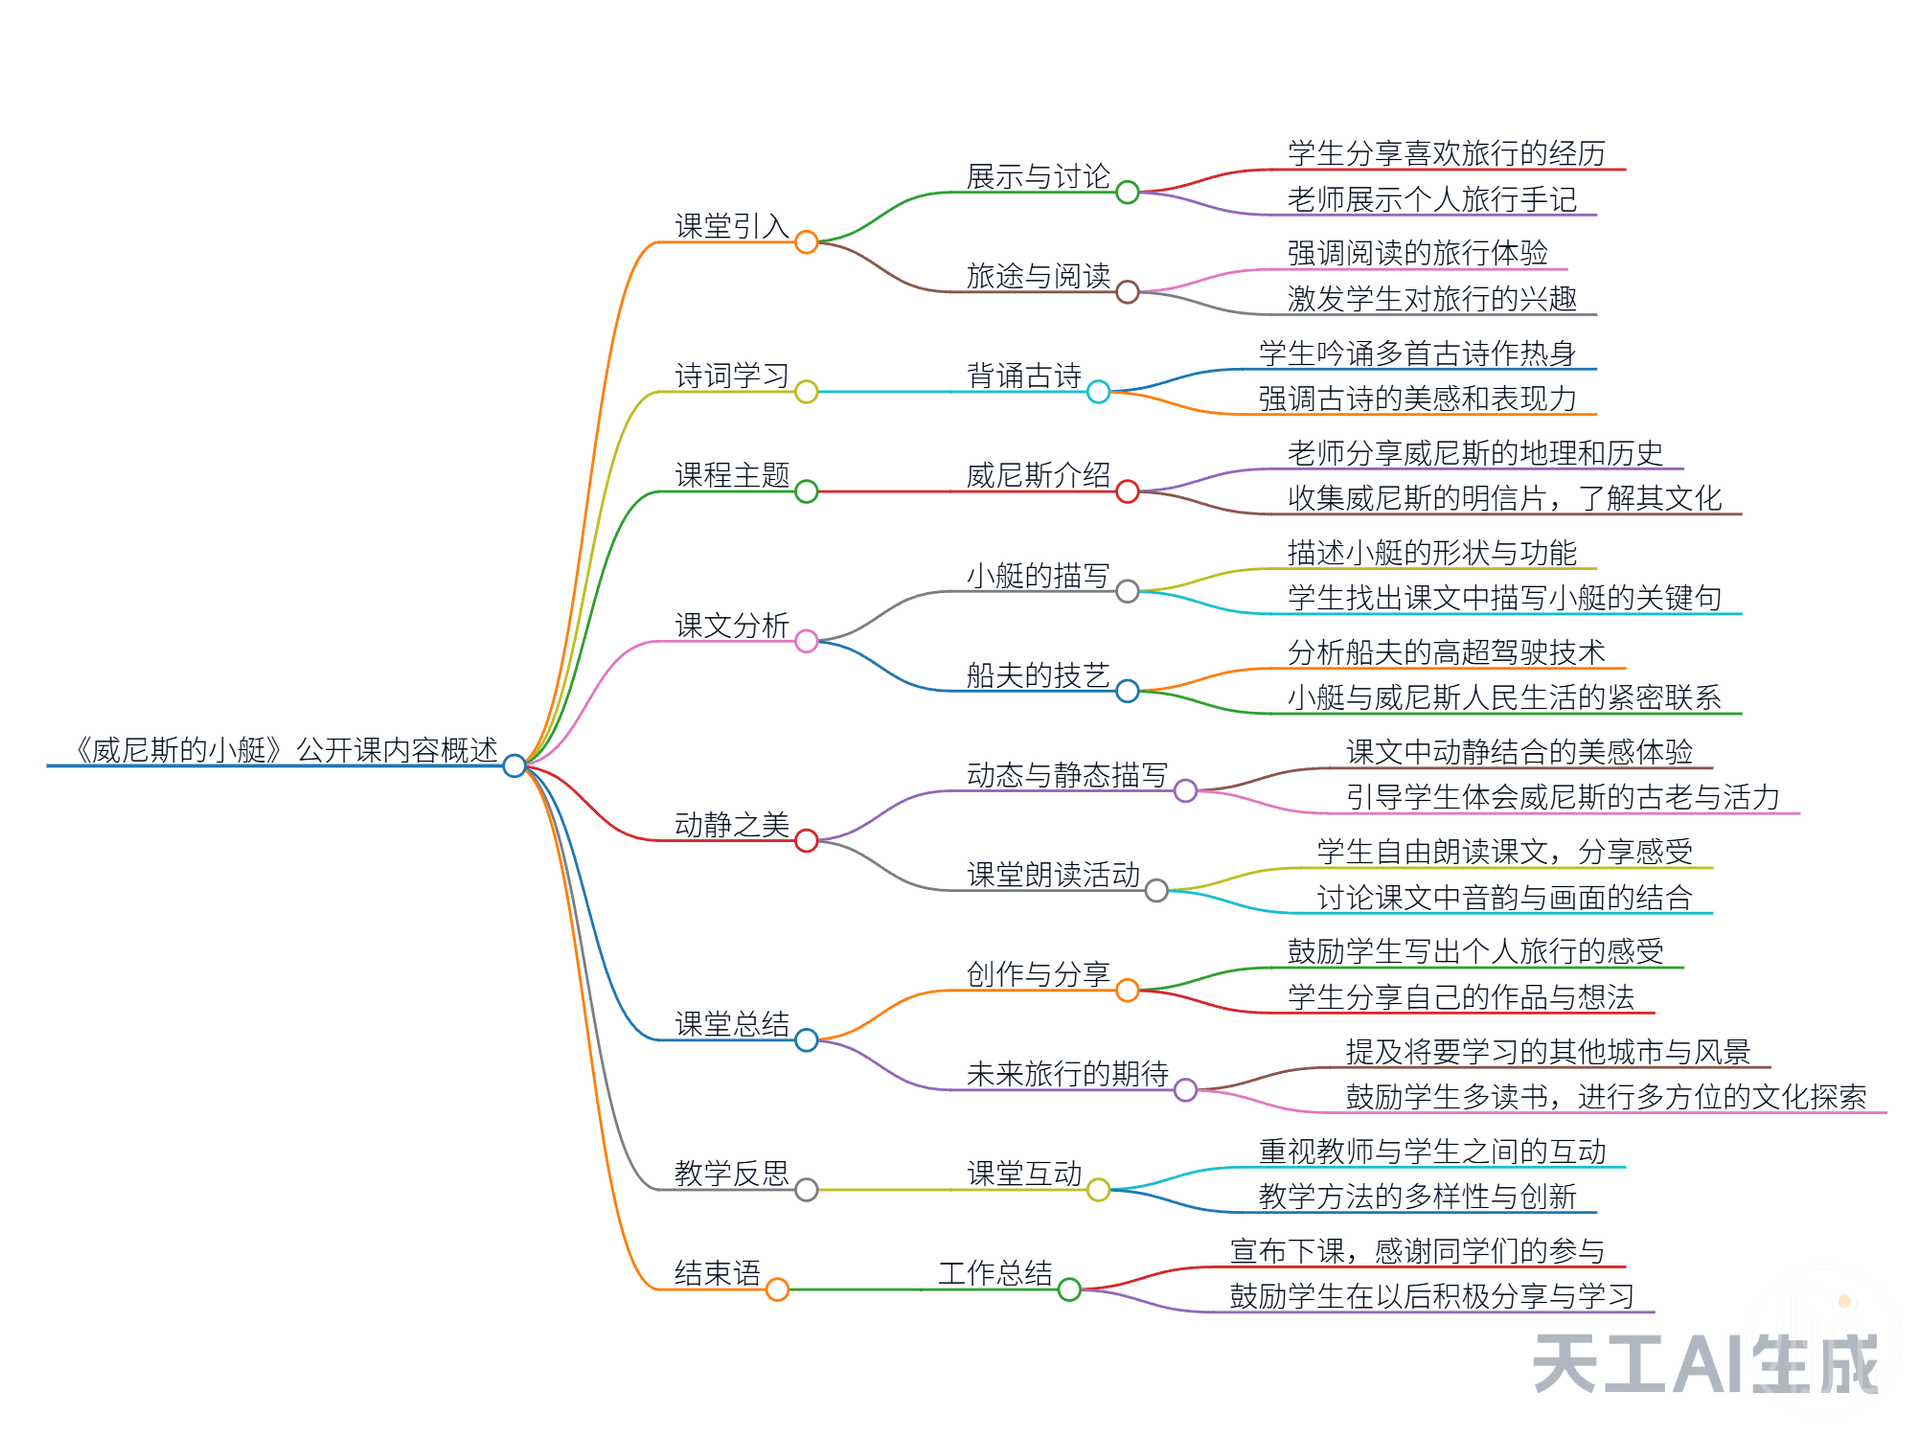 《威尼斯的小艇》公开课内容概述
课堂引入
展示与讨论
学生分享喜欢旅行的经历
老师展示个人旅行手记
旅途与阅读
强调阅读的旅行体验
激发学生对旅行的兴趣
诗词学习
背诵古诗
学生吟诵多首古诗作热身
强调古诗的美感和表现力
课程主题
威尼斯介绍
老师分享威尼斯的地理和历史
收集威尼斯的明信片，了解其文化
课文分析
小艇的描写
描述小艇的形状与功能
学生找出课文中描写小艇的关键句
船夫的技艺
分析船夫的高超驾驶技术
小艇与威尼斯人民生活的紧密联系
动静之美
动态与静态描写
课文中动静结合的美感体验
引导学生体会威尼斯的古老与活力
课堂朗读活动
学生自由朗读课文，分享感受
讨论课文中音韵与画面的结合
课堂总结
创作与分享
鼓励学生写出个人旅行的感受
学生分享自己的作品与想法
未来旅行的期待
提及将要学习的其他城市与风景
鼓励学生多读书，进行多方位的文化探索
教学反思
课堂互动
重视教师与学生之间的互动
教学方法的多样性与创新
结束语
工作总结
宣布下课，感谢同学们的参与
鼓励学生在以后积极分享与学习
天工AI生成